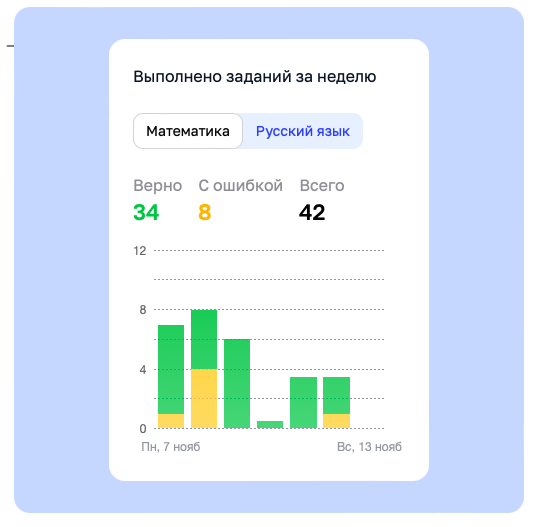 Выполнено заданий за неделю
Математика Русский язык
Верно С ошибкой Всего
34 8 42
12
8
4
0
Пн, 7 нояб Вс, 13 нояб